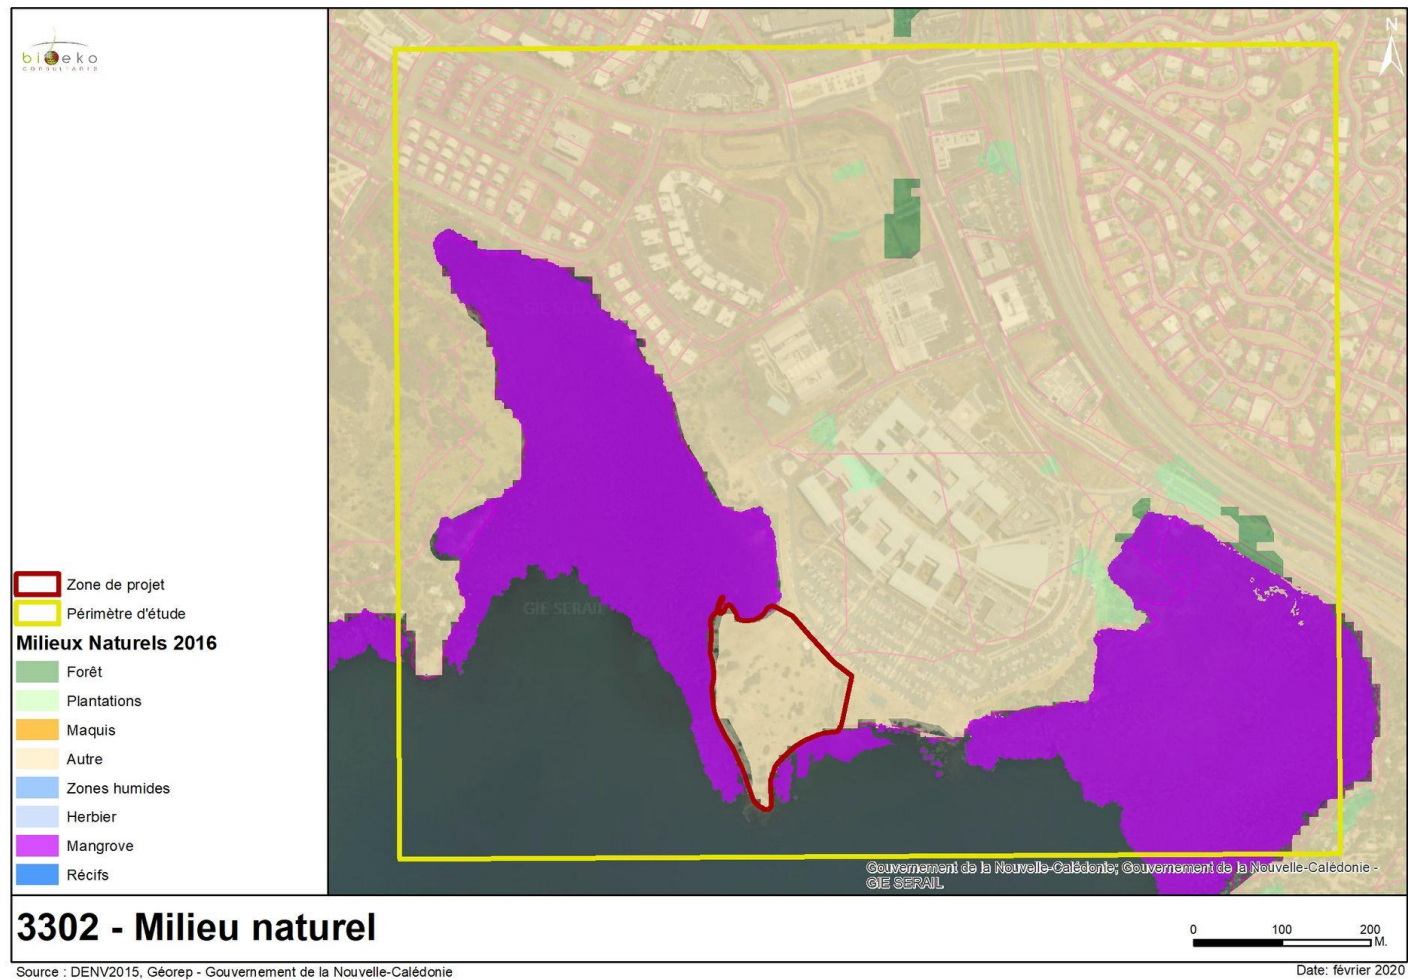 bioeko
CONSULTANTS
N
GIE SERAIL
Zone de projet
Périmètre d'étude
Milieux Naturels 2016
Forêt
Plantations
Maquis
Autre
Zones humides
Herbier
Mangrove
Récifs
Gouvernement de la Nouvelle-Calédonie; Gouvernement de la Nouvelle-Calédonie -
GIE SERAIL
3302 - Milieu naturel
0 100 200
M.
Source : DENV2015, Géorep - Gouvernement de la Nouvelle-Calédonie
Date: février 2020